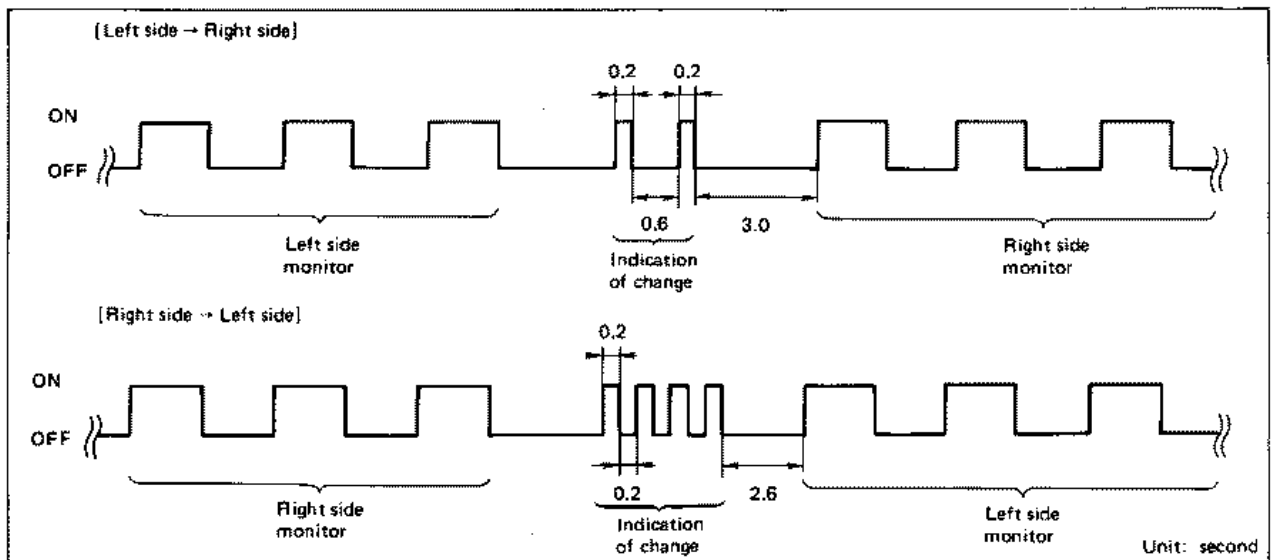 [Left side → Right side]
0.2 0.2
ON
OFF
0.6 3.0
Left side
monitor
Indication
of change
Right side
monitor
[Right side → Left side]
0.2
ON
OFF
0.2 2.6
Right side
monitor
Indication
of change
Left side
monitor
Unit: second